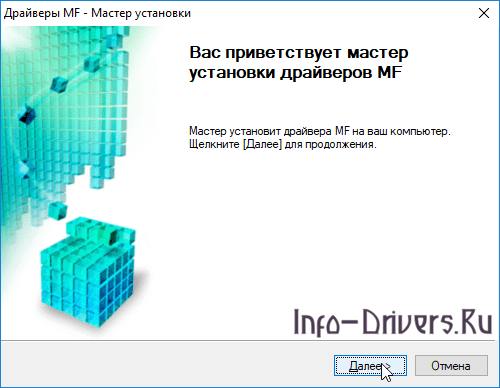 Драйверы MF - Мастер установки
Вас приветствует мастер
установки драйверов MF
Мастер установит драйвера MF на ваш компьютер.
Щелкните [Далее] для продолжения.
Info-Drivers.Ru
Далее >
Отмена